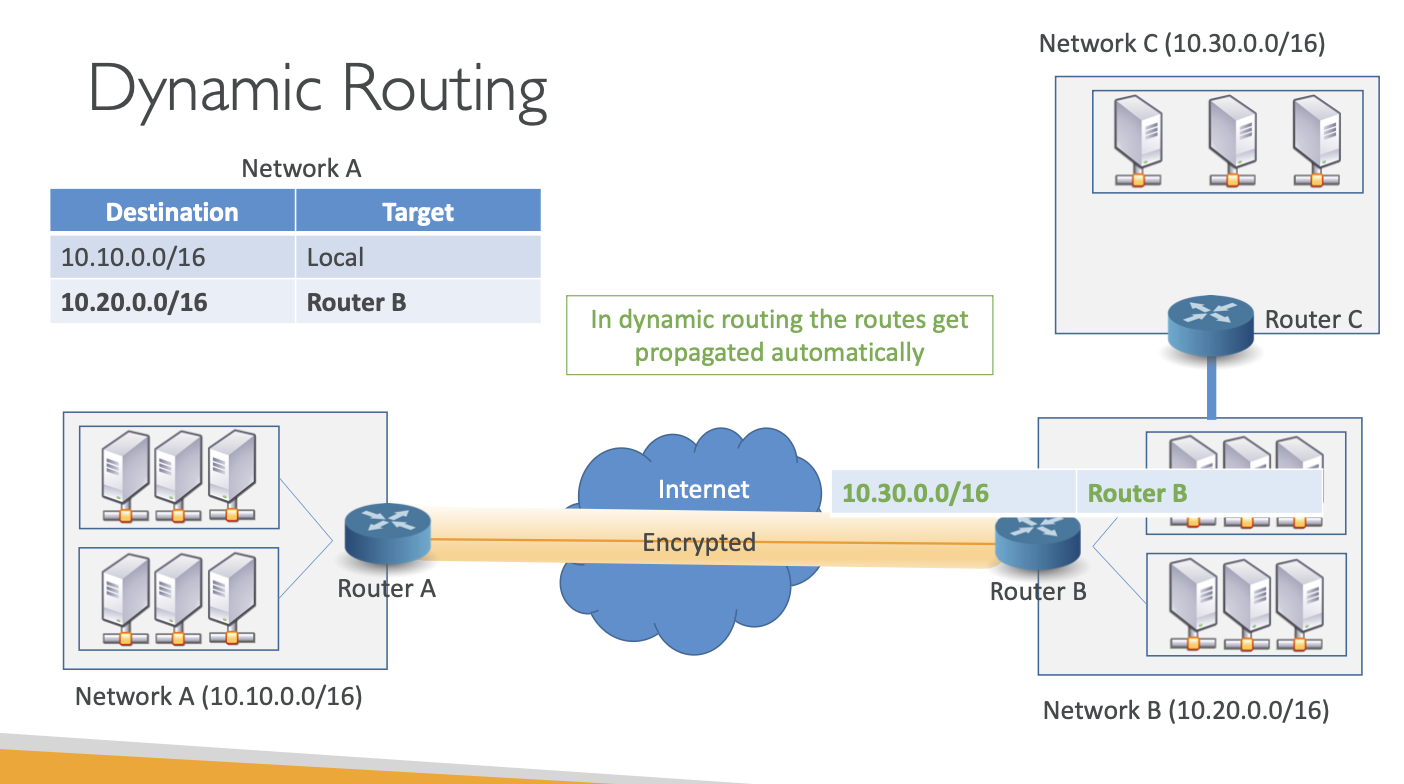 Network C (10.30.0.0/16)
Dynamic Routing
Network A
Destination Target
10.10.0.0/16 Local
10.20.0.0/16 Router B
In dynamic routing the routes get
propagated automatically
Router C
Internet
10.30.0.0/16 Router B
Encrypted
Router A
Router B
Network A (10.10.0.0/16)
Network B (10.20.0.0/16)